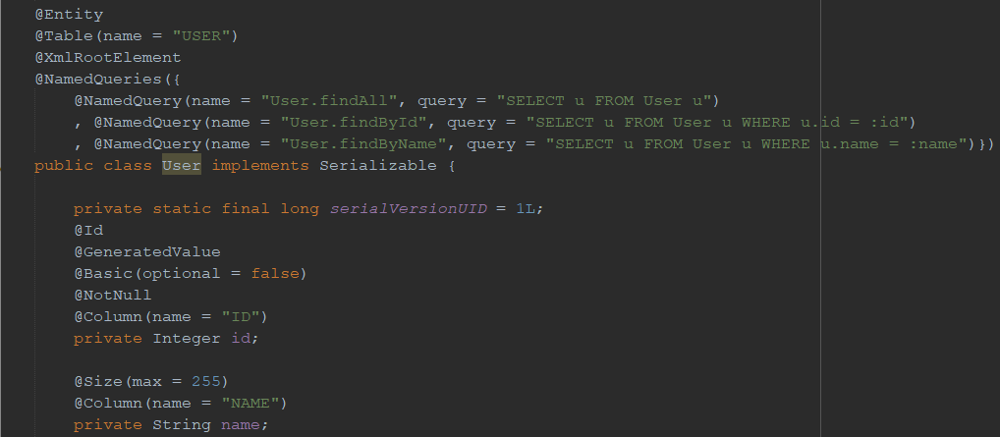 @Entity
@Table(name = "USER")
@XmlRootElement
@NamedQueries({
@NamedQuery(name = "User.findAll", query = "SELECT u FROM User u")
, @NamedQuery(name = "User.findById", query = "SELECT u FROM User u WHERE u.id = :id")
, @NamedQuery(name = "User.findByName", query = "SELECT u FROM User u WHERE u.name = :name")})
public class User implements Serializable {
private static final long serialVersionUID = 1L;
@Id
@GeneratedValue
@Basic(optional = false)
@NotNull
@Column(name = "ID")
private Integer id;
@Size(max = 255)
@Column(name = "NAME")
private String name;